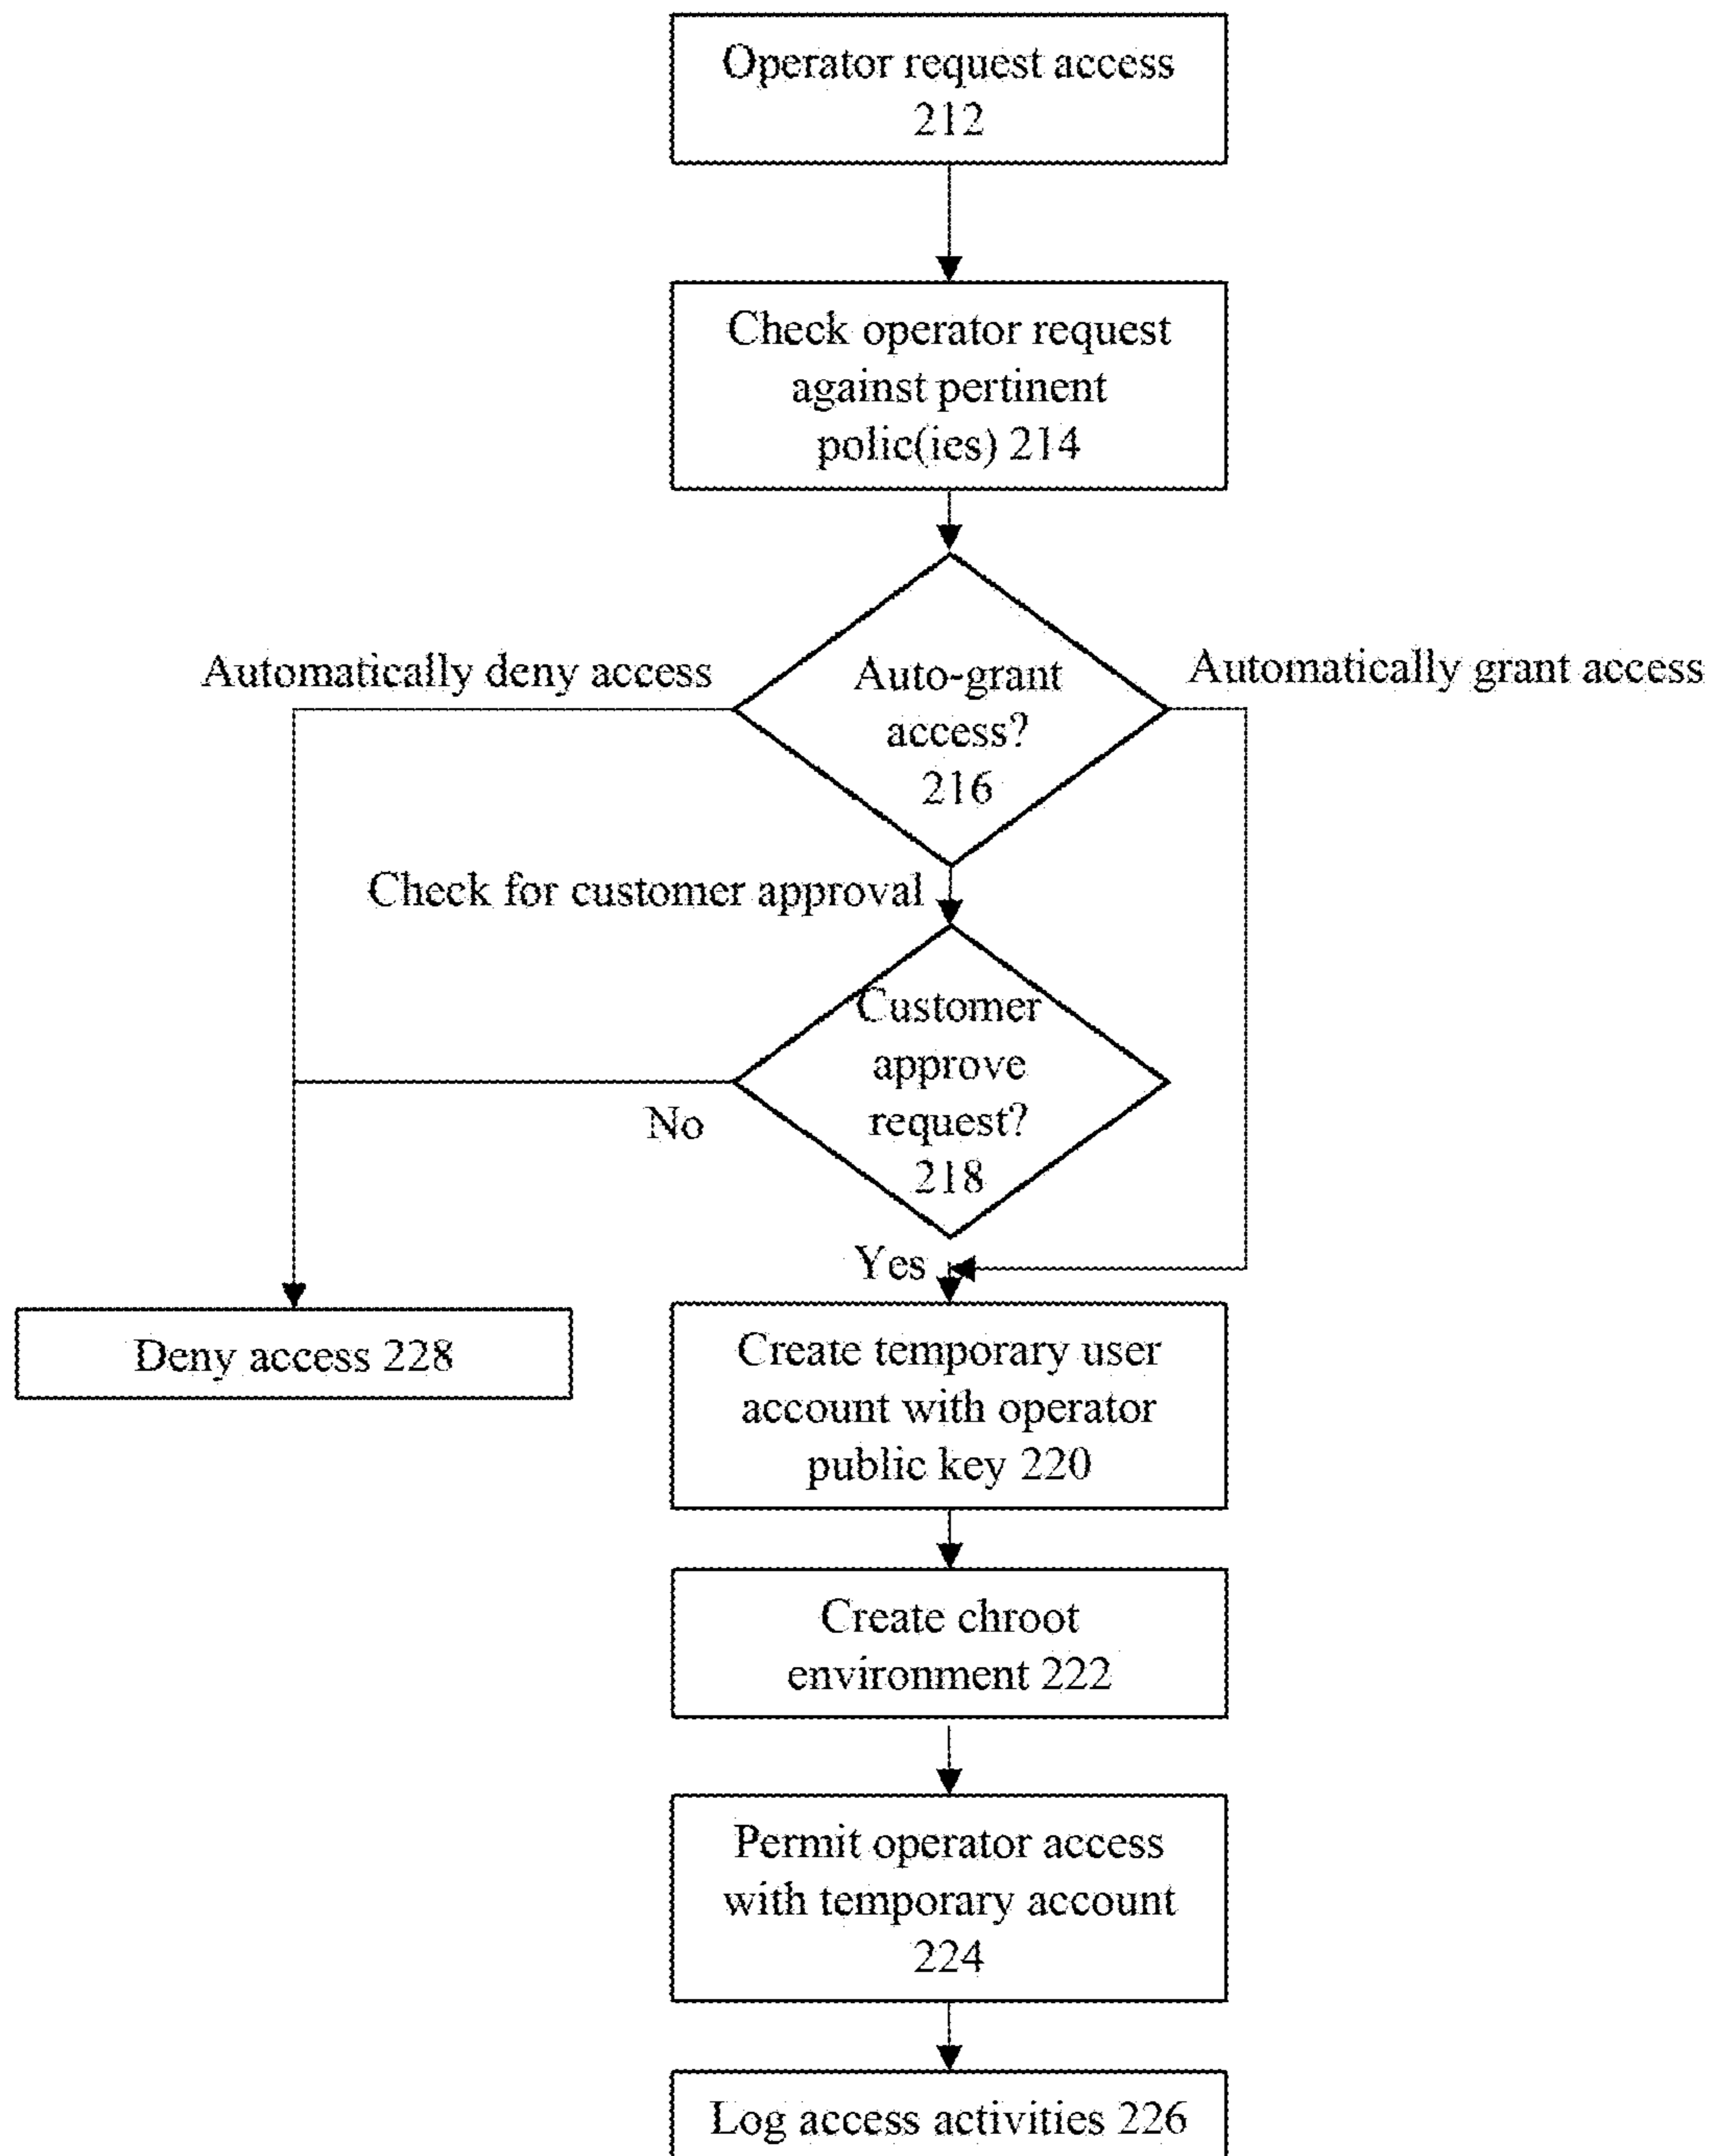 Operator request access
212
Check operator request
against pertinent
polic(ies) 214
Automatically deny access
Auto-grant
access?
216
Automatically grant access
Check for customer approval
Customer
approve
request?
218
No
Yes
Deny access 228
Create temporary user
account with operator
public key 220
Create chroot
environment 222
Permit operator access
with temporary account
224
Log access activities 226